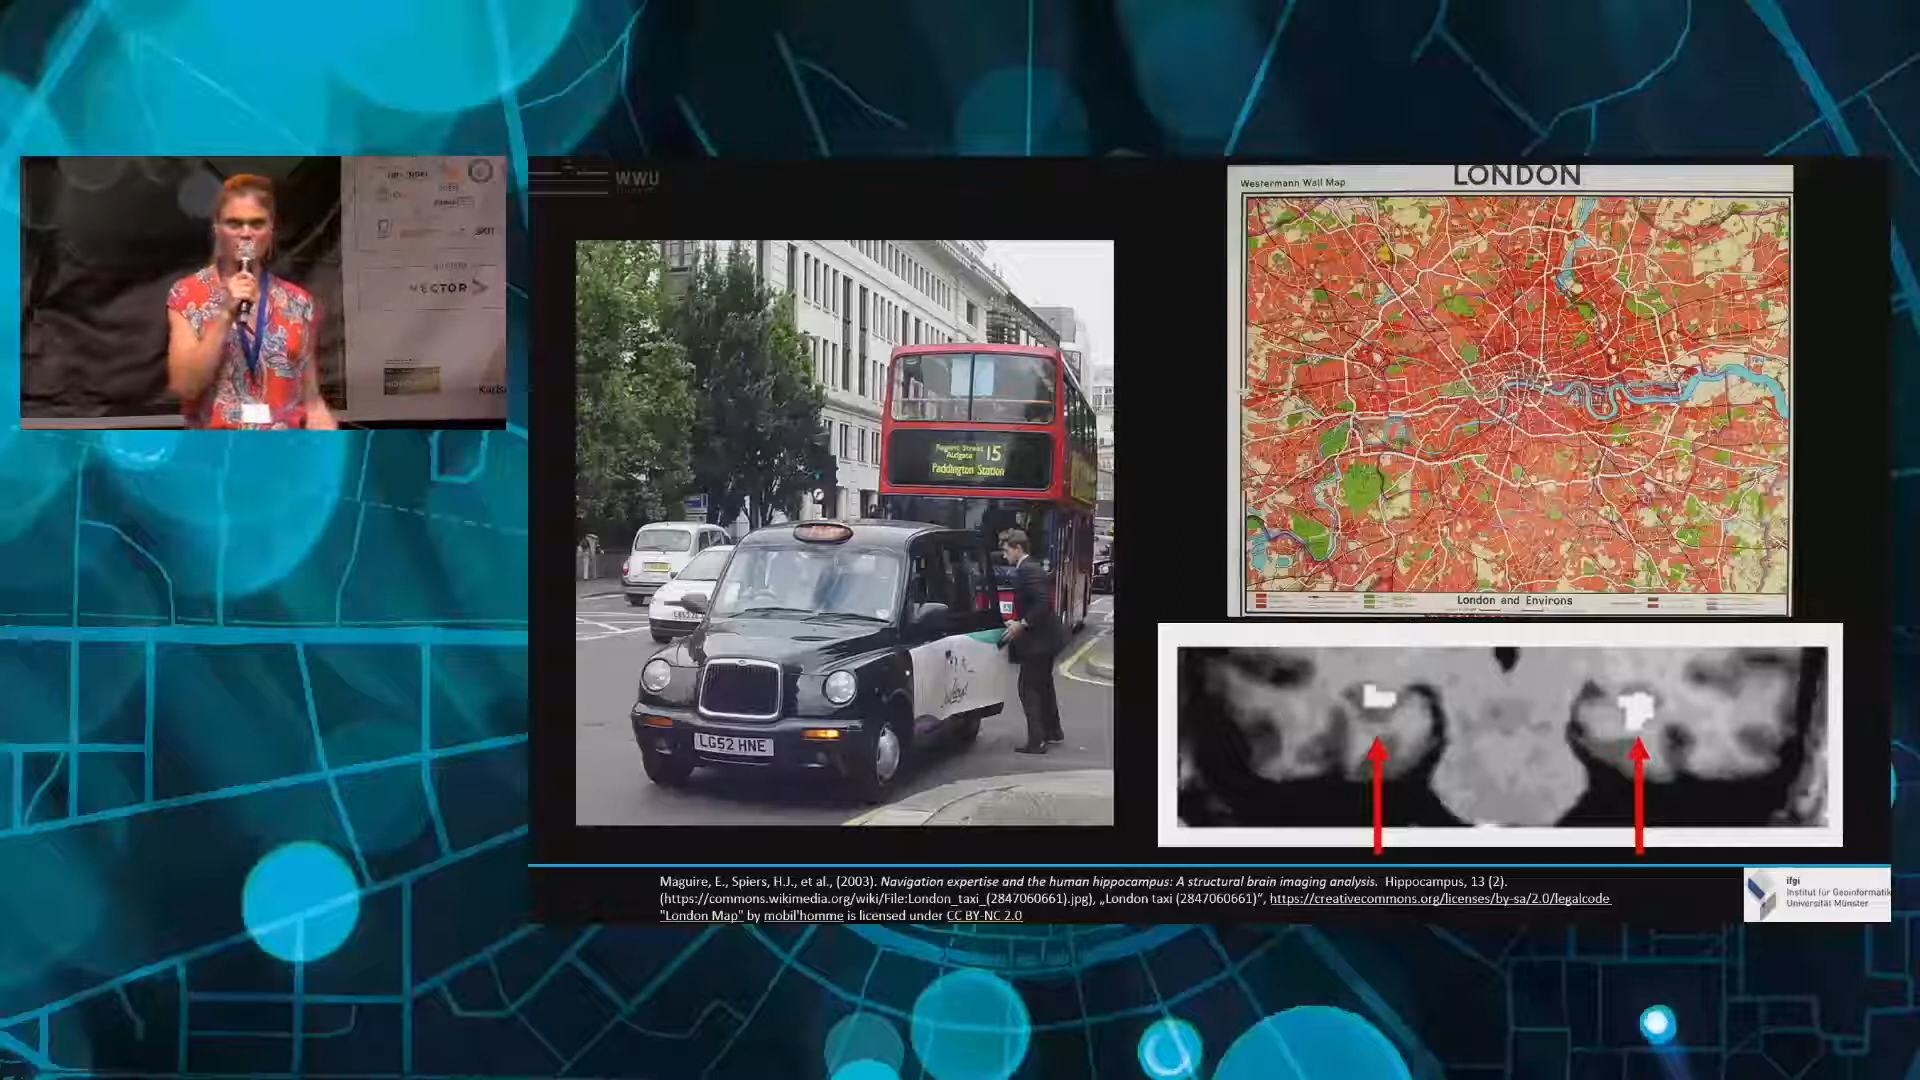 VECTOR
WWU
Regent Street
Aldgate
15
Paddington Station
LG52 HNE
LONDON
Westermann Wall Map
London and Environs
Maguire, E., Spiers, H.J., et al., (2003). Navigation expertise and the human hippocampus: A structural brain imaging analysis. Hippocampus, 13 (2).
(https://commons.wikimedia.org/wiki/File:London_taxi_(2847060661).jpg), „London taxi (2847060661)“, https://creativecommons.org/licenses/by-sa/2.0/legalcode
"London Map" by mobil'homme is licensed under CC BY-NC 2.0
ifgi
Institut für Geoinformatik
Universität Münster